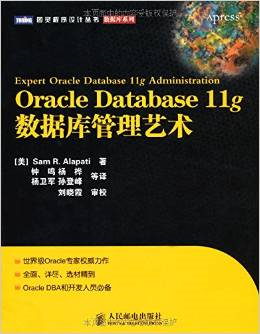 turing 图灵程序设计丛书 数据库系列
Apress®
Expert Oracle Database 11g Administration
Oracle Database 11g
数据库管理艺术
[美] Sam R. Alapati 著
钟鸣 杨桦 等译
杨卫军 孙登峰
刘晓霞 审校
世界级Oracle专家权威力作
全面、详尽、选材精到
Oracle DBA和开发人员必备
人民邮电出版社
POSTS & TELECOM PRESS